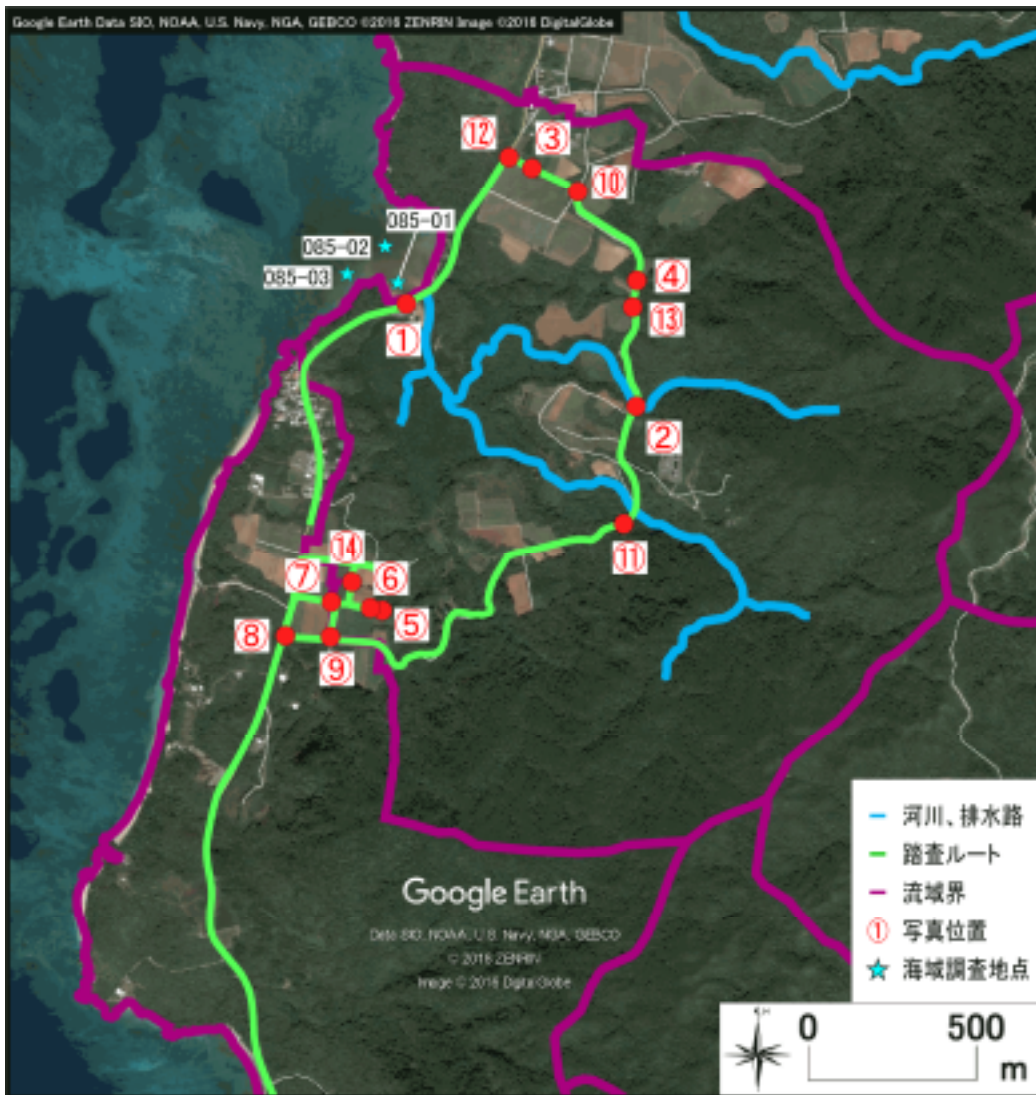 Google Earth Data SIO, NOAA, U.S. Navy, NGA, GEBCO ©2016 ZENRIN Image ©2016 DigitalGlobe
⑫
③
⑩
085-01
085-02
085-03
④
①
⑬
②
⑪
⑭
⑦
⑥
⑤
⑧
⑨
Google Earth
Data SIO, NOAA, U.S. Navy, NGA, GEBCO
© 2016 ZENRIN
Image © 2016 DigitalGlobe
河川、排水路
踏査ルート
流域界
① 写真位置
海域調査地点
0 500
m